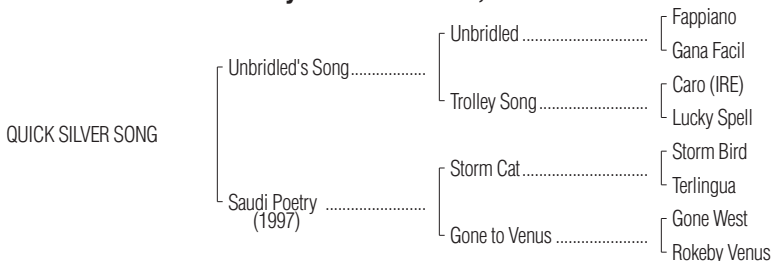 Fappiano
Unbridled
Gana Facil
Unbridled's Song
Caro (IRE)
Trolley Song
Lucky Spell
QUICK SILVER SONG
Storm Bird
Storm Cat
Terlingua
Saudi Poetry
(1997)
Gone West
Gone to Venus
Rokeby Venus